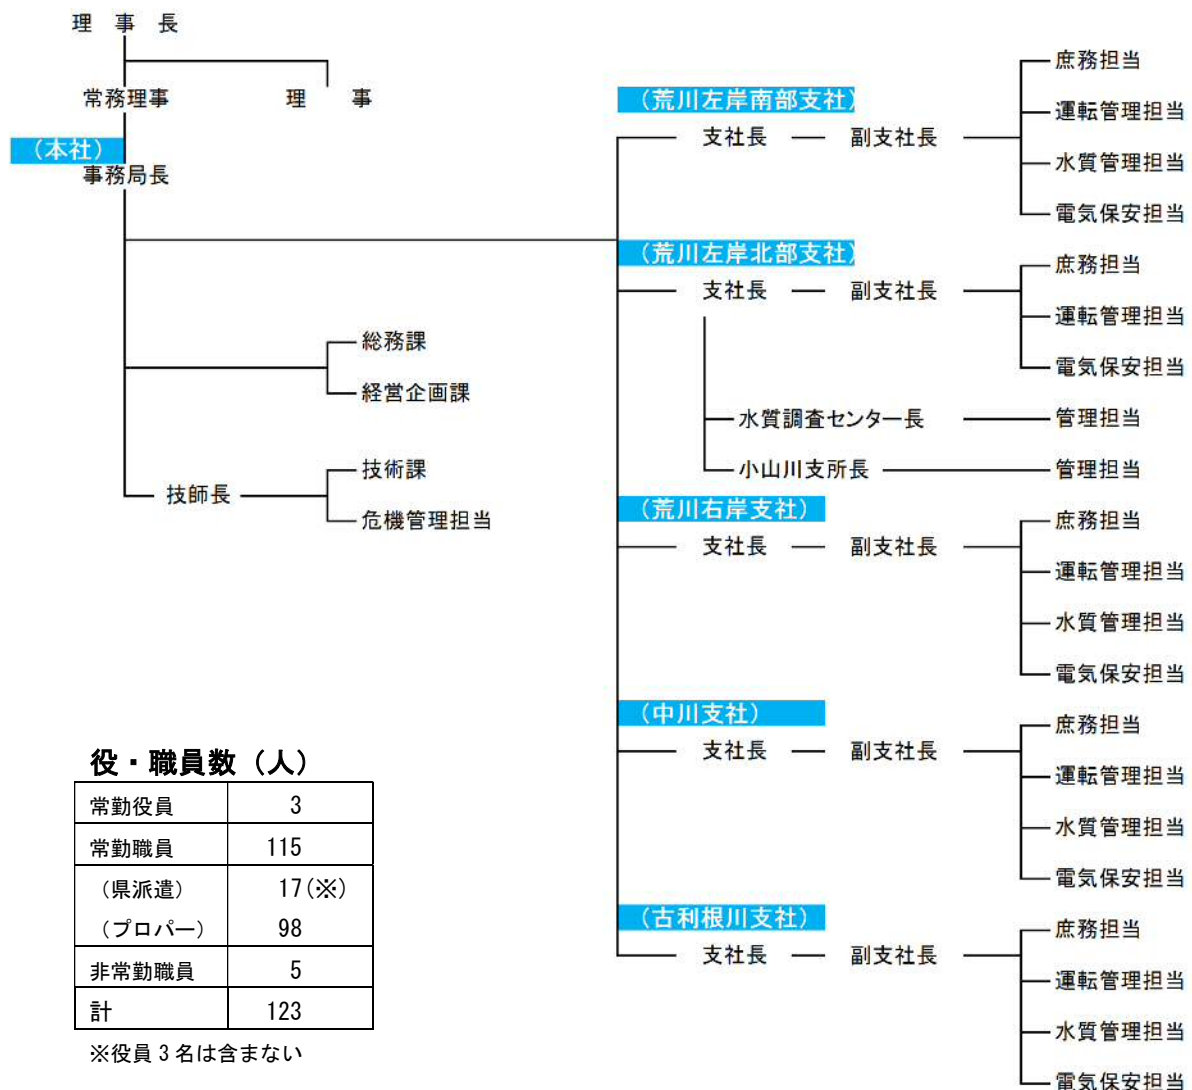 理　事　長
常務理事
理　　事
（本社）
事務局長
総務課
経営企画課
技師長
技術課
危機管理担当
（荒川左岸南部支社）
支社長
副支社長
庶務担当
運転管理担当
水質管理担当
電気保安担当
（荒川左岸北部支社）
支社長
副支社長
庶務担当
運転管理担当
電気保安担当
水質調査センター長
管理担当
小山川支所長
管理担当
（荒川右岸支社）
支社長
副支社長
庶務担当
運転管理担当
水質管理担当
電気保安担当
（中川支社）
支社長
副支社長
庶務担当
運転管理担当
水質管理担当
電気保安担当
（古利根川支社）
支社長
副支社長
庶務担当
運転管理担当
水質管理担当
電気保安担当
役・職員数（人）
常勤役員 3
常勤職員 115
（県派遣） 17(※)
（プロパー） 98
非常勤職員 5
計 123
※役員3名は含まない